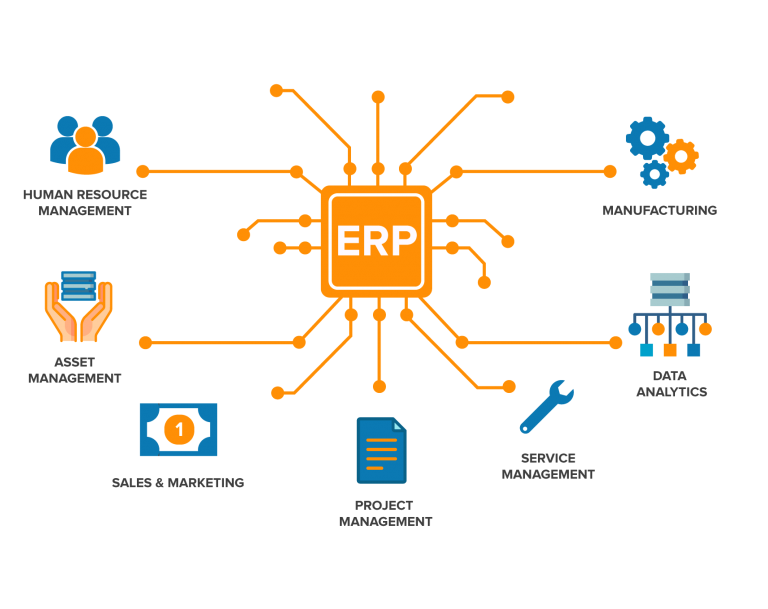 ERP
HUMAN RESOURCE
MANAGEMENT
MANUFACTURING
ASSET
MANAGEMENT
DATA
ANALYTICS
1
SALES & MARKETING
SERVICE
MANAGEMENT
PROJECT
MANAGEMENT